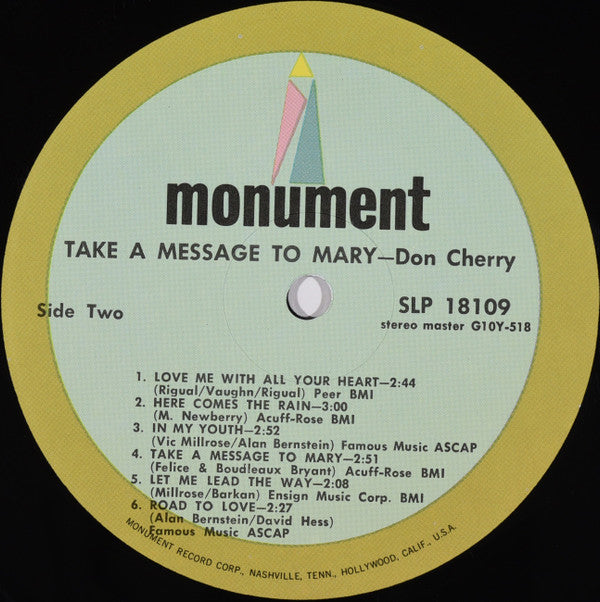 monument
TAKE A MESSAGE TO MARY—Don Cherry
Side Two
SLP 18109
stereo master G10Y-518
1. LOVE ME WITH ALL YOUR HEART—2:44
(Rigual/Vaughn/Rigual) Peer BMI
2. HERE COMES THE RAIN—3:00
(M. Newberry) Acuff-Rose BMI
3. IN MY YOUTH—2:52
(Vic Millrose/Alan Bernstein) Famous Music ASCAP
4. TAKE A MESSAGE TO MARY—2:51
(Felice & Boudleaux Bryant) Acuff-Rose BMI
5. LET ME LEAD THE WAY—2:08
(Millrose/Barkan) Ensign Music Corp. BMI
6. ROAD TO LOVE—2:27
(Alan Bernstein/David Hess)
Famous Music ASCAP
MONUMENT RECORD CORP., NASHVILLE, TENN., HOLLYWOOD, CALIF., U.S.A.